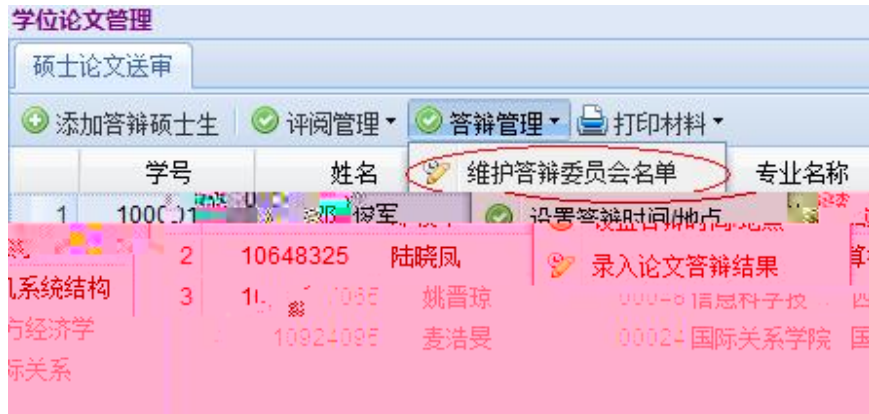 学位论文管理
硕士论文送审
添加答辩硕士生 评阅管理 答辩管理 打印材料
学号 姓名 维护答辩委员会名单 专业名称
1 俊军 设置答辩时间/地点
2 10648325 陆晓凤 录入论文答辩结果
系统结构 3 姚晋琼 信息科学技
方经济学 麦浩旻 国际关系学院 国
际关系